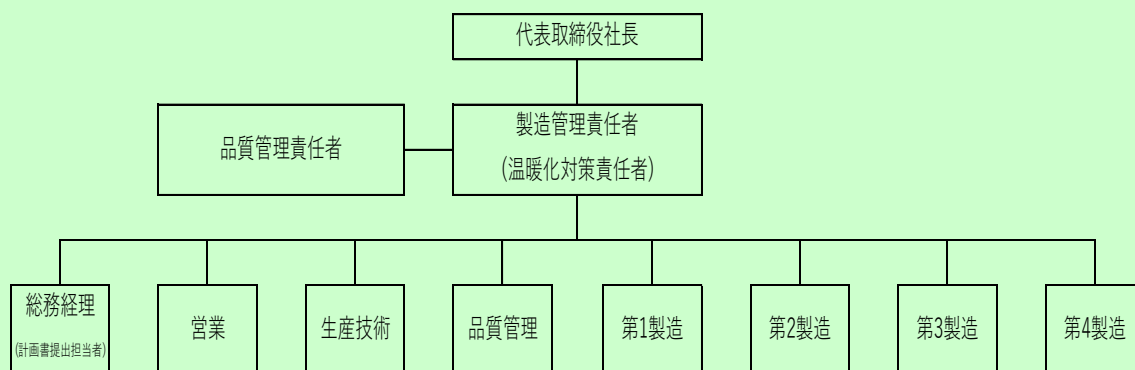 代表取締役社長
品質管理責任者
製造管理責任者
(温暖化対策責任者)
総務経理
(計画書提出担当者)
営業
生産技術
品質管理
第1製造
第2製造
第3製造
第4製造